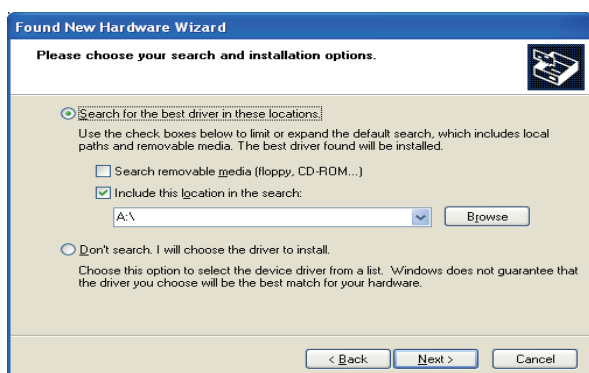 Found New Hardware Wizard
Please choose your search and installation options.
Search for the best driver in these locations.
Use the check boxes below to limit or expand the default search, which includes local
paths and removable media. The best driver found will be installed.
Search removable media (floppy, CD-ROM...)
Include this location in the search:
A:\
Browse
Don't search. I will choose the driver to install.
Choose this option to select the device driver from a list. Windows does not guarantee that
the driver you choose will be the best match for your hardware.
< Back
Next >
Cancel